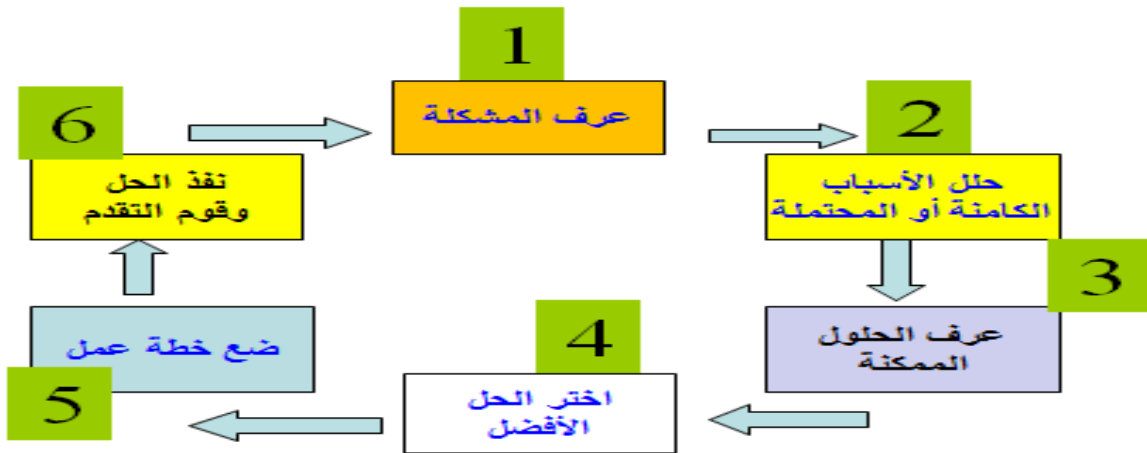 1
عرف المشكلة
2
حلل الأسباب
الكامنة أو المحتملة
3
عرف الحلول
الممكنة
4
اختر الحل
الأفضل
5
ضع خطة عمل
6
نفذ الحل
وقوم التقدم